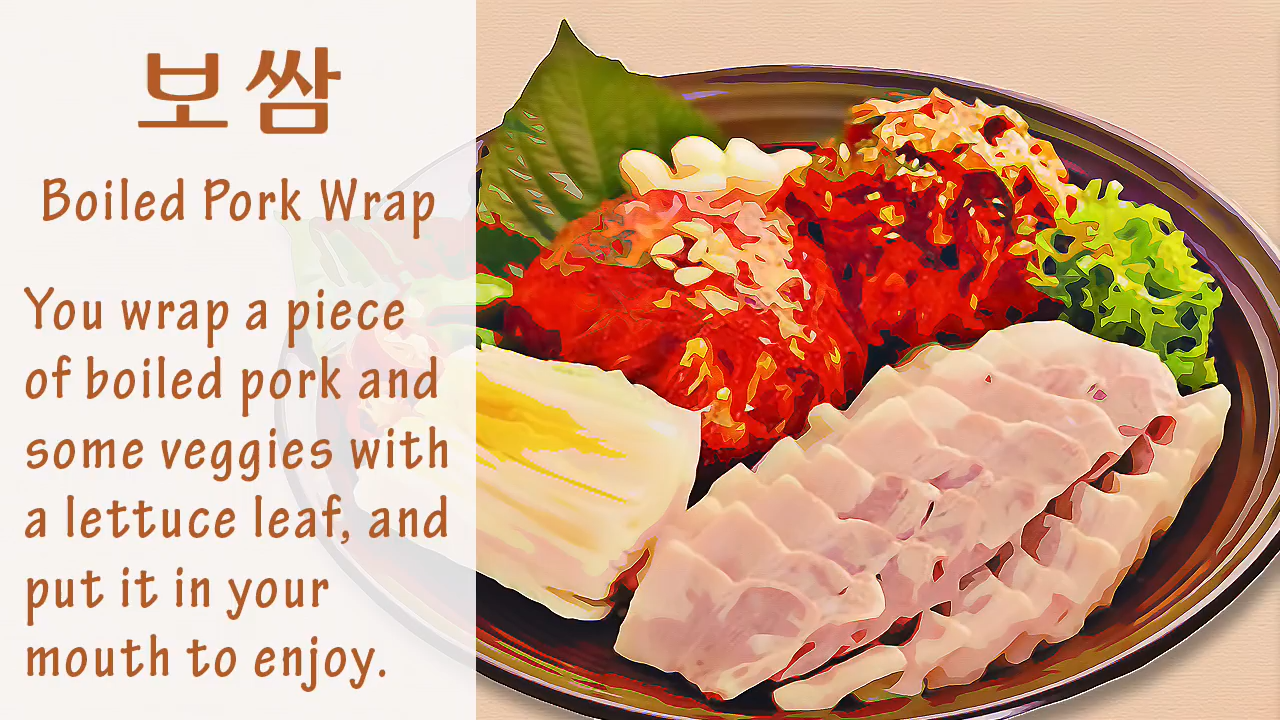 보쌈
Boiled Pork Wrap
You wrap a piece
of boiled pork and
some veggies with
a lettuce leaf, and
put it in your
mouth to enjoy.